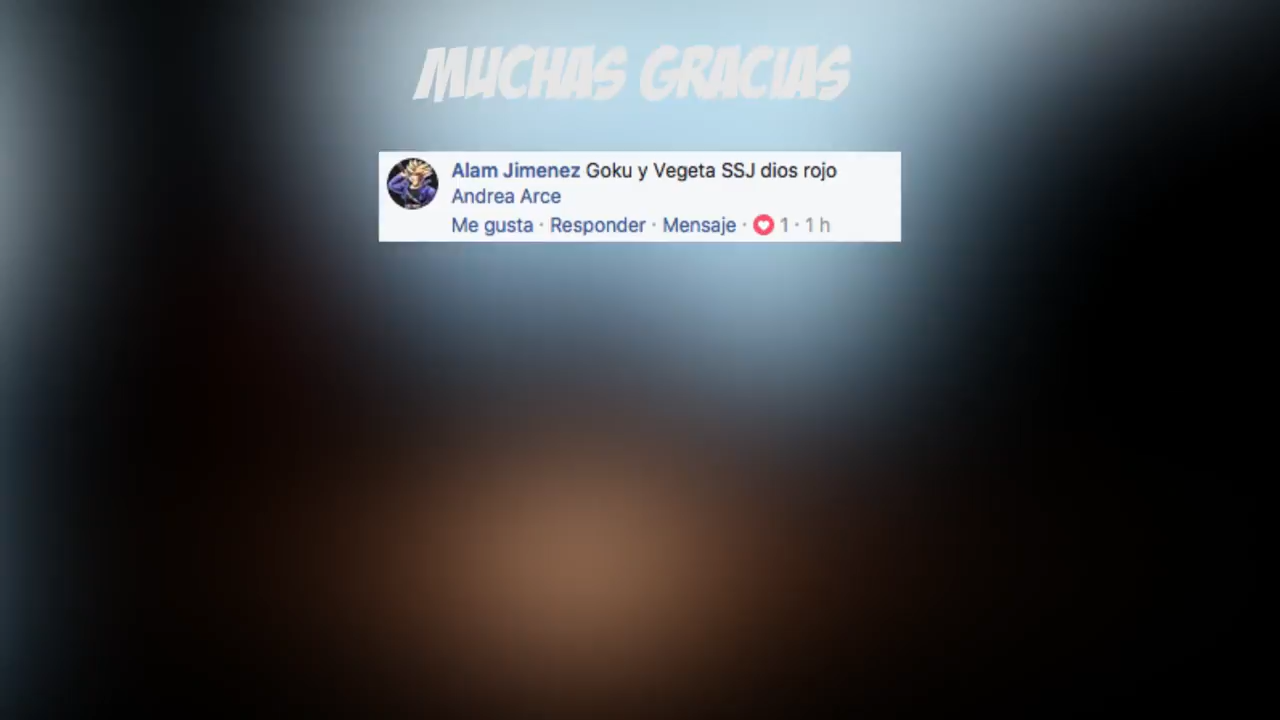 MUCHAS GRACIAS
Alam Jimenez Goku y Vegeta SSJ dios rojo
Andrea Arce
Me gusta · Responder · Mensaje · 1 · 1 h